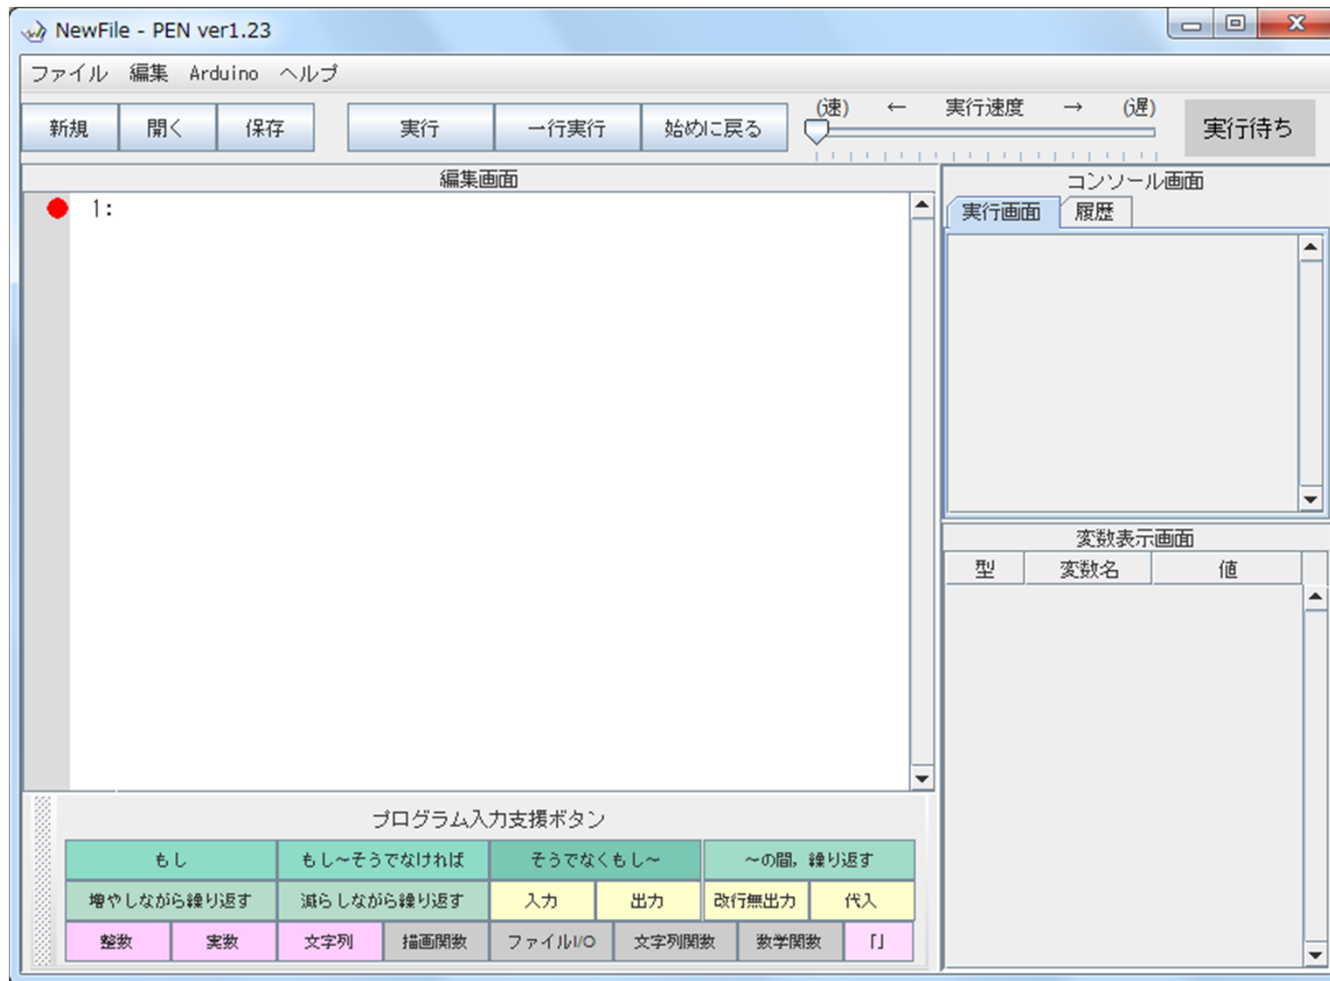 NewFile - PEN ver1.23
ファイル 編集 Arduino ヘルプ
新規 開く 保存 実行 一行実行 始めに戻る (速) ← 実行速度 → (遅) 実行待ち
編集画面
1:
コンソール画面
実行画面 履歴
変数表示画面
型 変数名 値
プログラム入力支援ボタン
もし もし~そうでなければ そうでなくもし~ ~の間,繰り返す
増やしながら繰り返す 減らしながら繰り返す 入力 出力 改行無出力 代入
整数 実数 文字列 描画関数 ファイルI/O 文字列関数 数学関数 「」